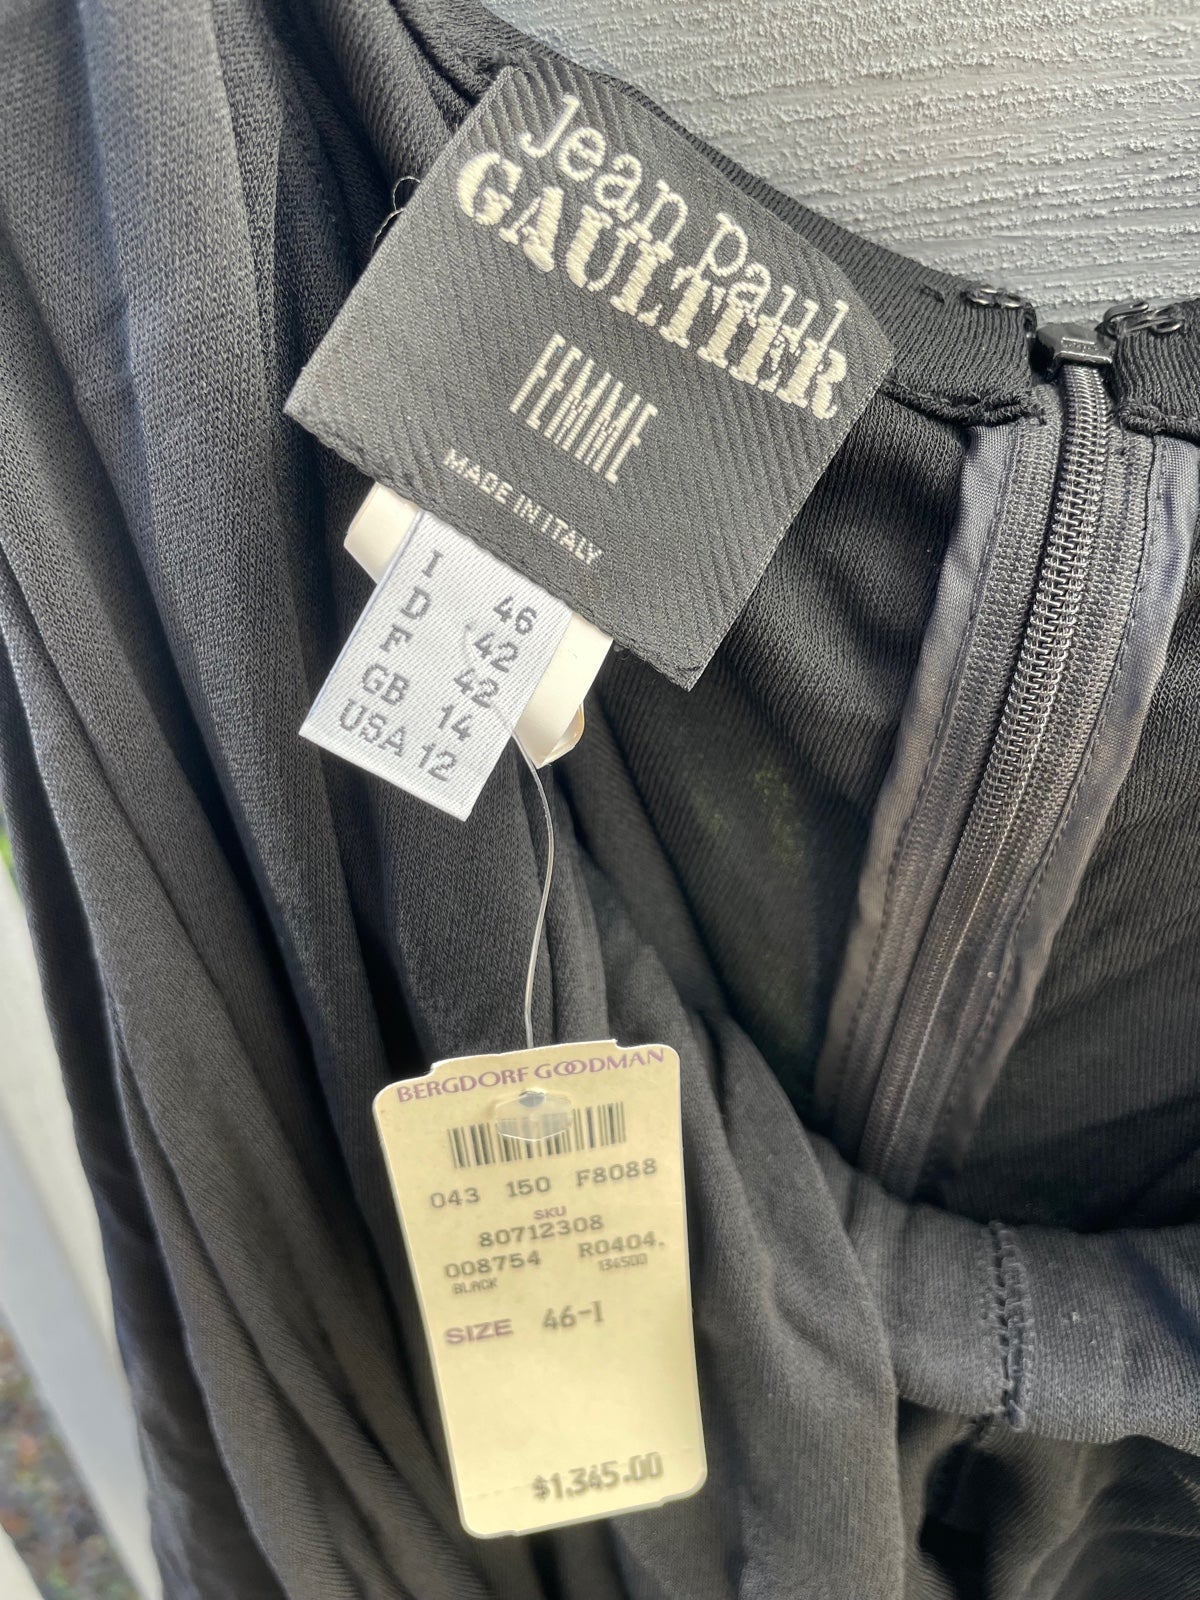 Jean Paul
GAULTIER
FEMME
MADE IN ITALY
I 46
D 42
F 42
GB 14
USA 12
BERGDORF GOODMAN
043 150 F8088
SKU
80712308
008754 R0404.
BLACK 134500
SIZE 46-I
$1,345.00